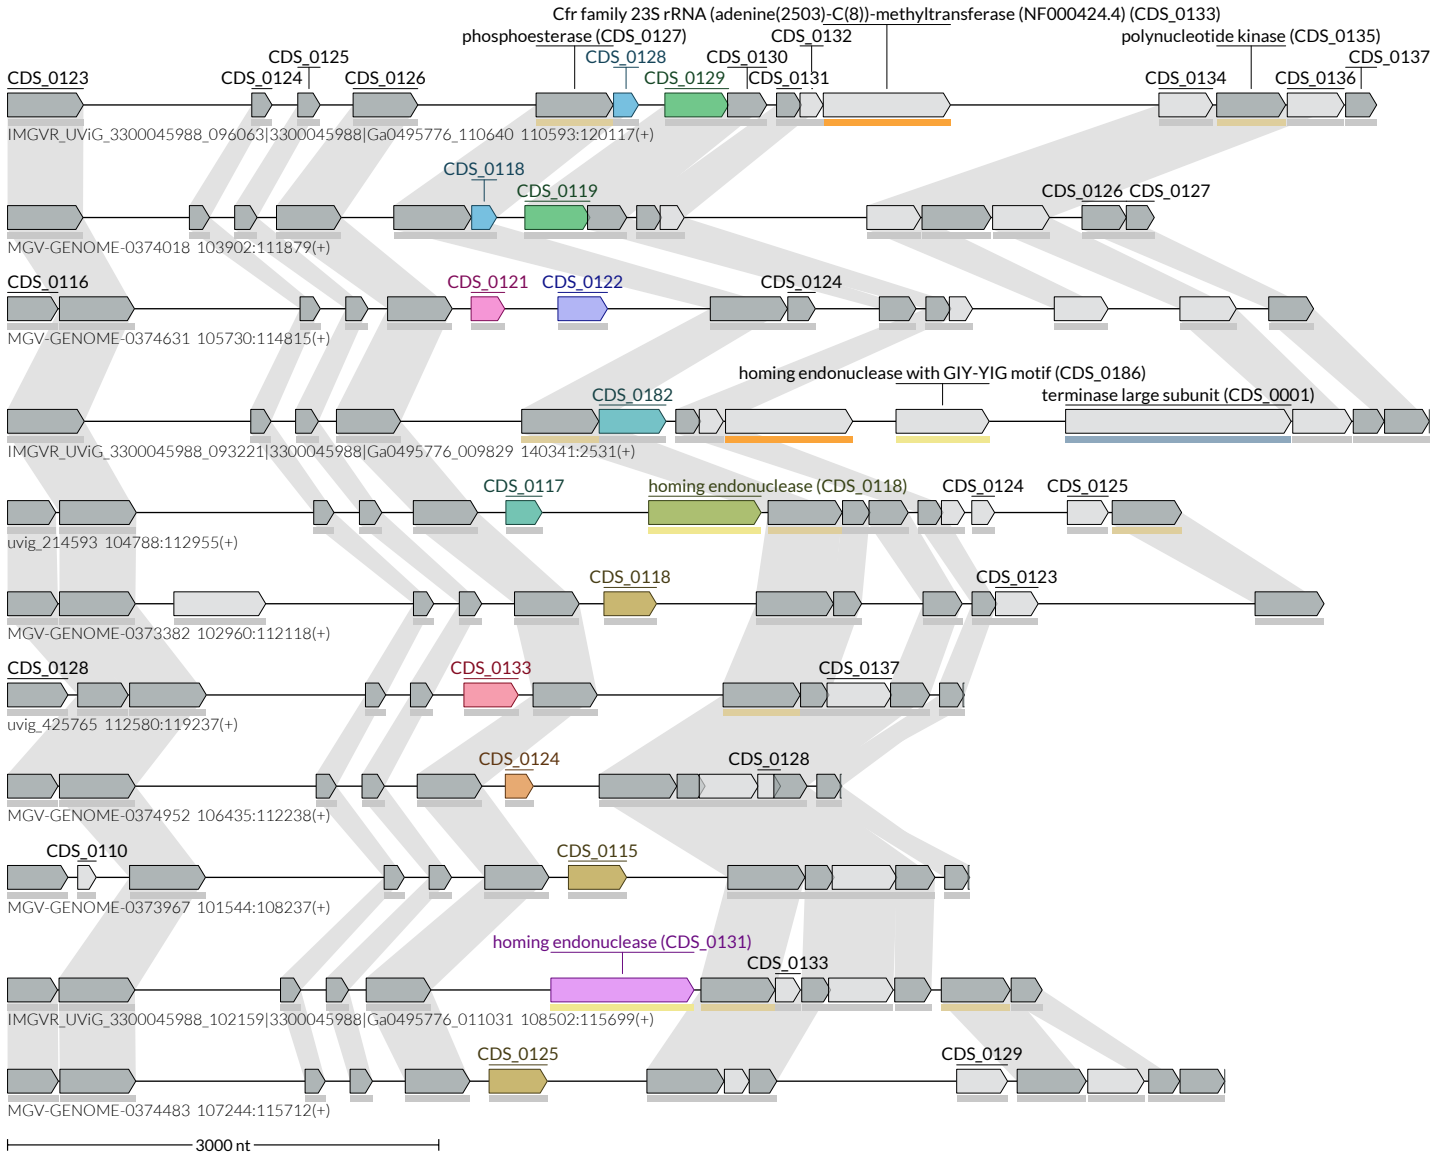 Cfr family 23S rRNA (adenine(2503)-C(8))-methyltransferase (NF000424.4) (CDS_0133)
phosphoesterase (CDS_0127) CDS_0132 polynucleotide kinase (CDS_0135)
CDS_0125 CDS_0128 CDS_0130 CDS_0137
CDS_0123 CDS_0124 CDS_0126 CDS_0129 CDS_0131 CDS_0134 CDS_0136
IMGVR_UViG_3300045988_096063|3300045988|Ga0495776_110640 110593:120117(+)
CDS_0118
CDS_0119 CDS_0126 CDS_0127
MGV-GENOME-0374018 103902:111879(+)
CDS_0116 CDS_0121 CDS_0122 CDS_0124
MGV-GENOME-0374631 105730:114815(+)
homing endonuclease with GIY-YIG motif (CDS_0186)
CDS_0182 terminase large subunit (CDS_0001)
IMGVR_UViG_3300045988_093221|3300045988|Ga0495776_009829 140341:2531(+)
CDS_0117 homing endonuclease (CDS_0118) CDS_0124 CDS_0125
uvig_214593 104788:112955(+)
CDS_0118 CDS_0123
MGV-GENOME-0373382 102960:112118(+)
CDS_0128 CDS_0133 CDS_0137
uvig_425765 112580:119237(+)
CDS_0124 CDS_0128
MGV-GENOME-0374952 106435:112238(+)
CDS_0110 CDS_0115
MGV-GENOME-0373967 101544:108237(+)
homing endonuclease (CDS_0131)
CDS_0133
IMGVR_UViG_3300045988_102159|3300045988|Ga0495776_011031 108502:115699(+)
CDS_0125 CDS_0129
MGV-GENOME-0374483 107244:115712(+)
3000 nt